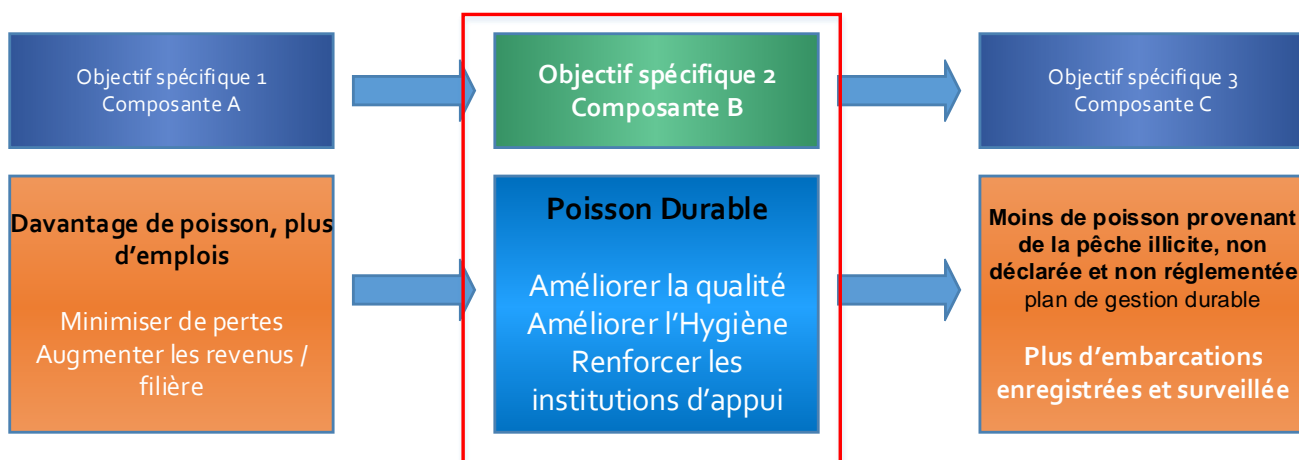 Objectif spécifique 1
Composante A
Objectif spécifique 2
Composante B
Objectif spécifique 3
Composante C
Davantage de poisson, plus
d’emplois
Minimiser de pertes
Augmenter les revenus /
filière
Poisson Durable
Améliorer la qualité
Améliorer l’Hygiène
Renforcer les
institutions d’appui
Moins de poisson provenant
de la pêche illicite, non
déclarée et non réglementée
plan de gestion durable
Plus d’embarcations
enregistrées et surveillée